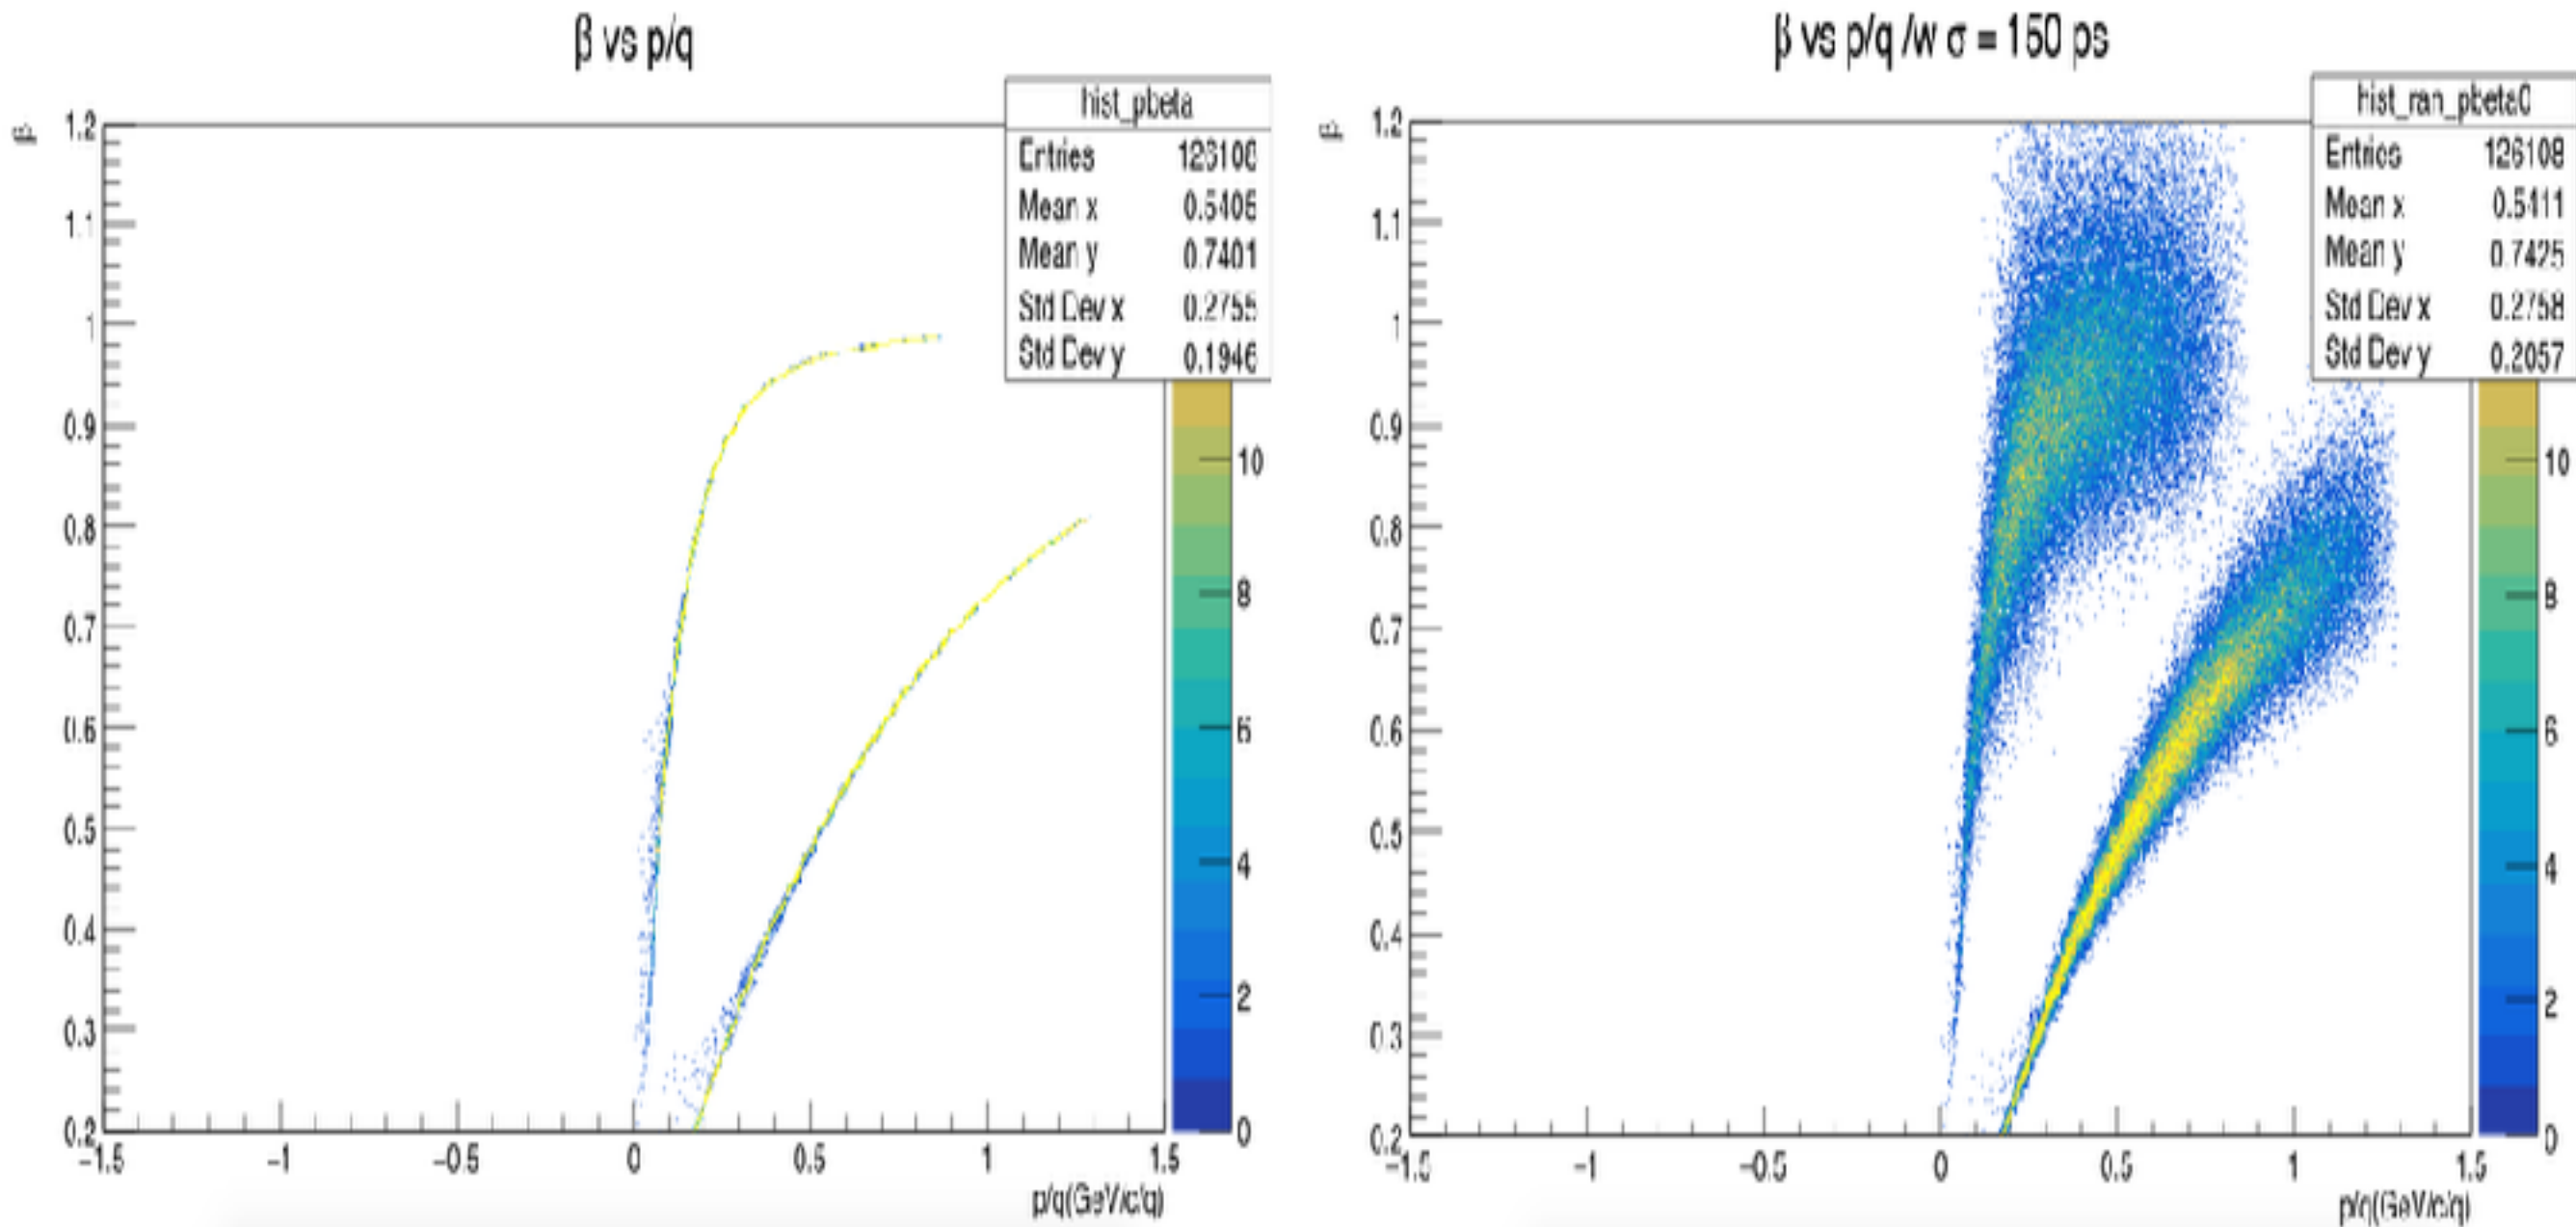 β vs p/q
hist_pbeta
Entries 126108
Mean x 0.5408
Mean y 0.7401
Std Dev x 0.2755
Std Dev y 0.1946
β
1.2
1.1
1
0.9
0.8
0.7
0.6
0.5
0.4
0.3
0.2
−1.5
−1
−0.5
0
0.5
1
1.5
p/q(GeV/c/q)
10
8
6
4
2
0
β vs p/q /w σ = 150 ps
hist_ran_pbeta0
Entries 126108
Mean x 0.5411
Mean y 0.7425
Std Dev x 0.2758
Std Dev y 0.2057
β
1.2
1.1
1
0.9
0.8
0.7
0.6
0.5
0.4
0.3
0.2
−1.5
−1
−0.5
0
0.5
1
1.5
p/q(GeV/c/q)
10
8
6
4
2
0